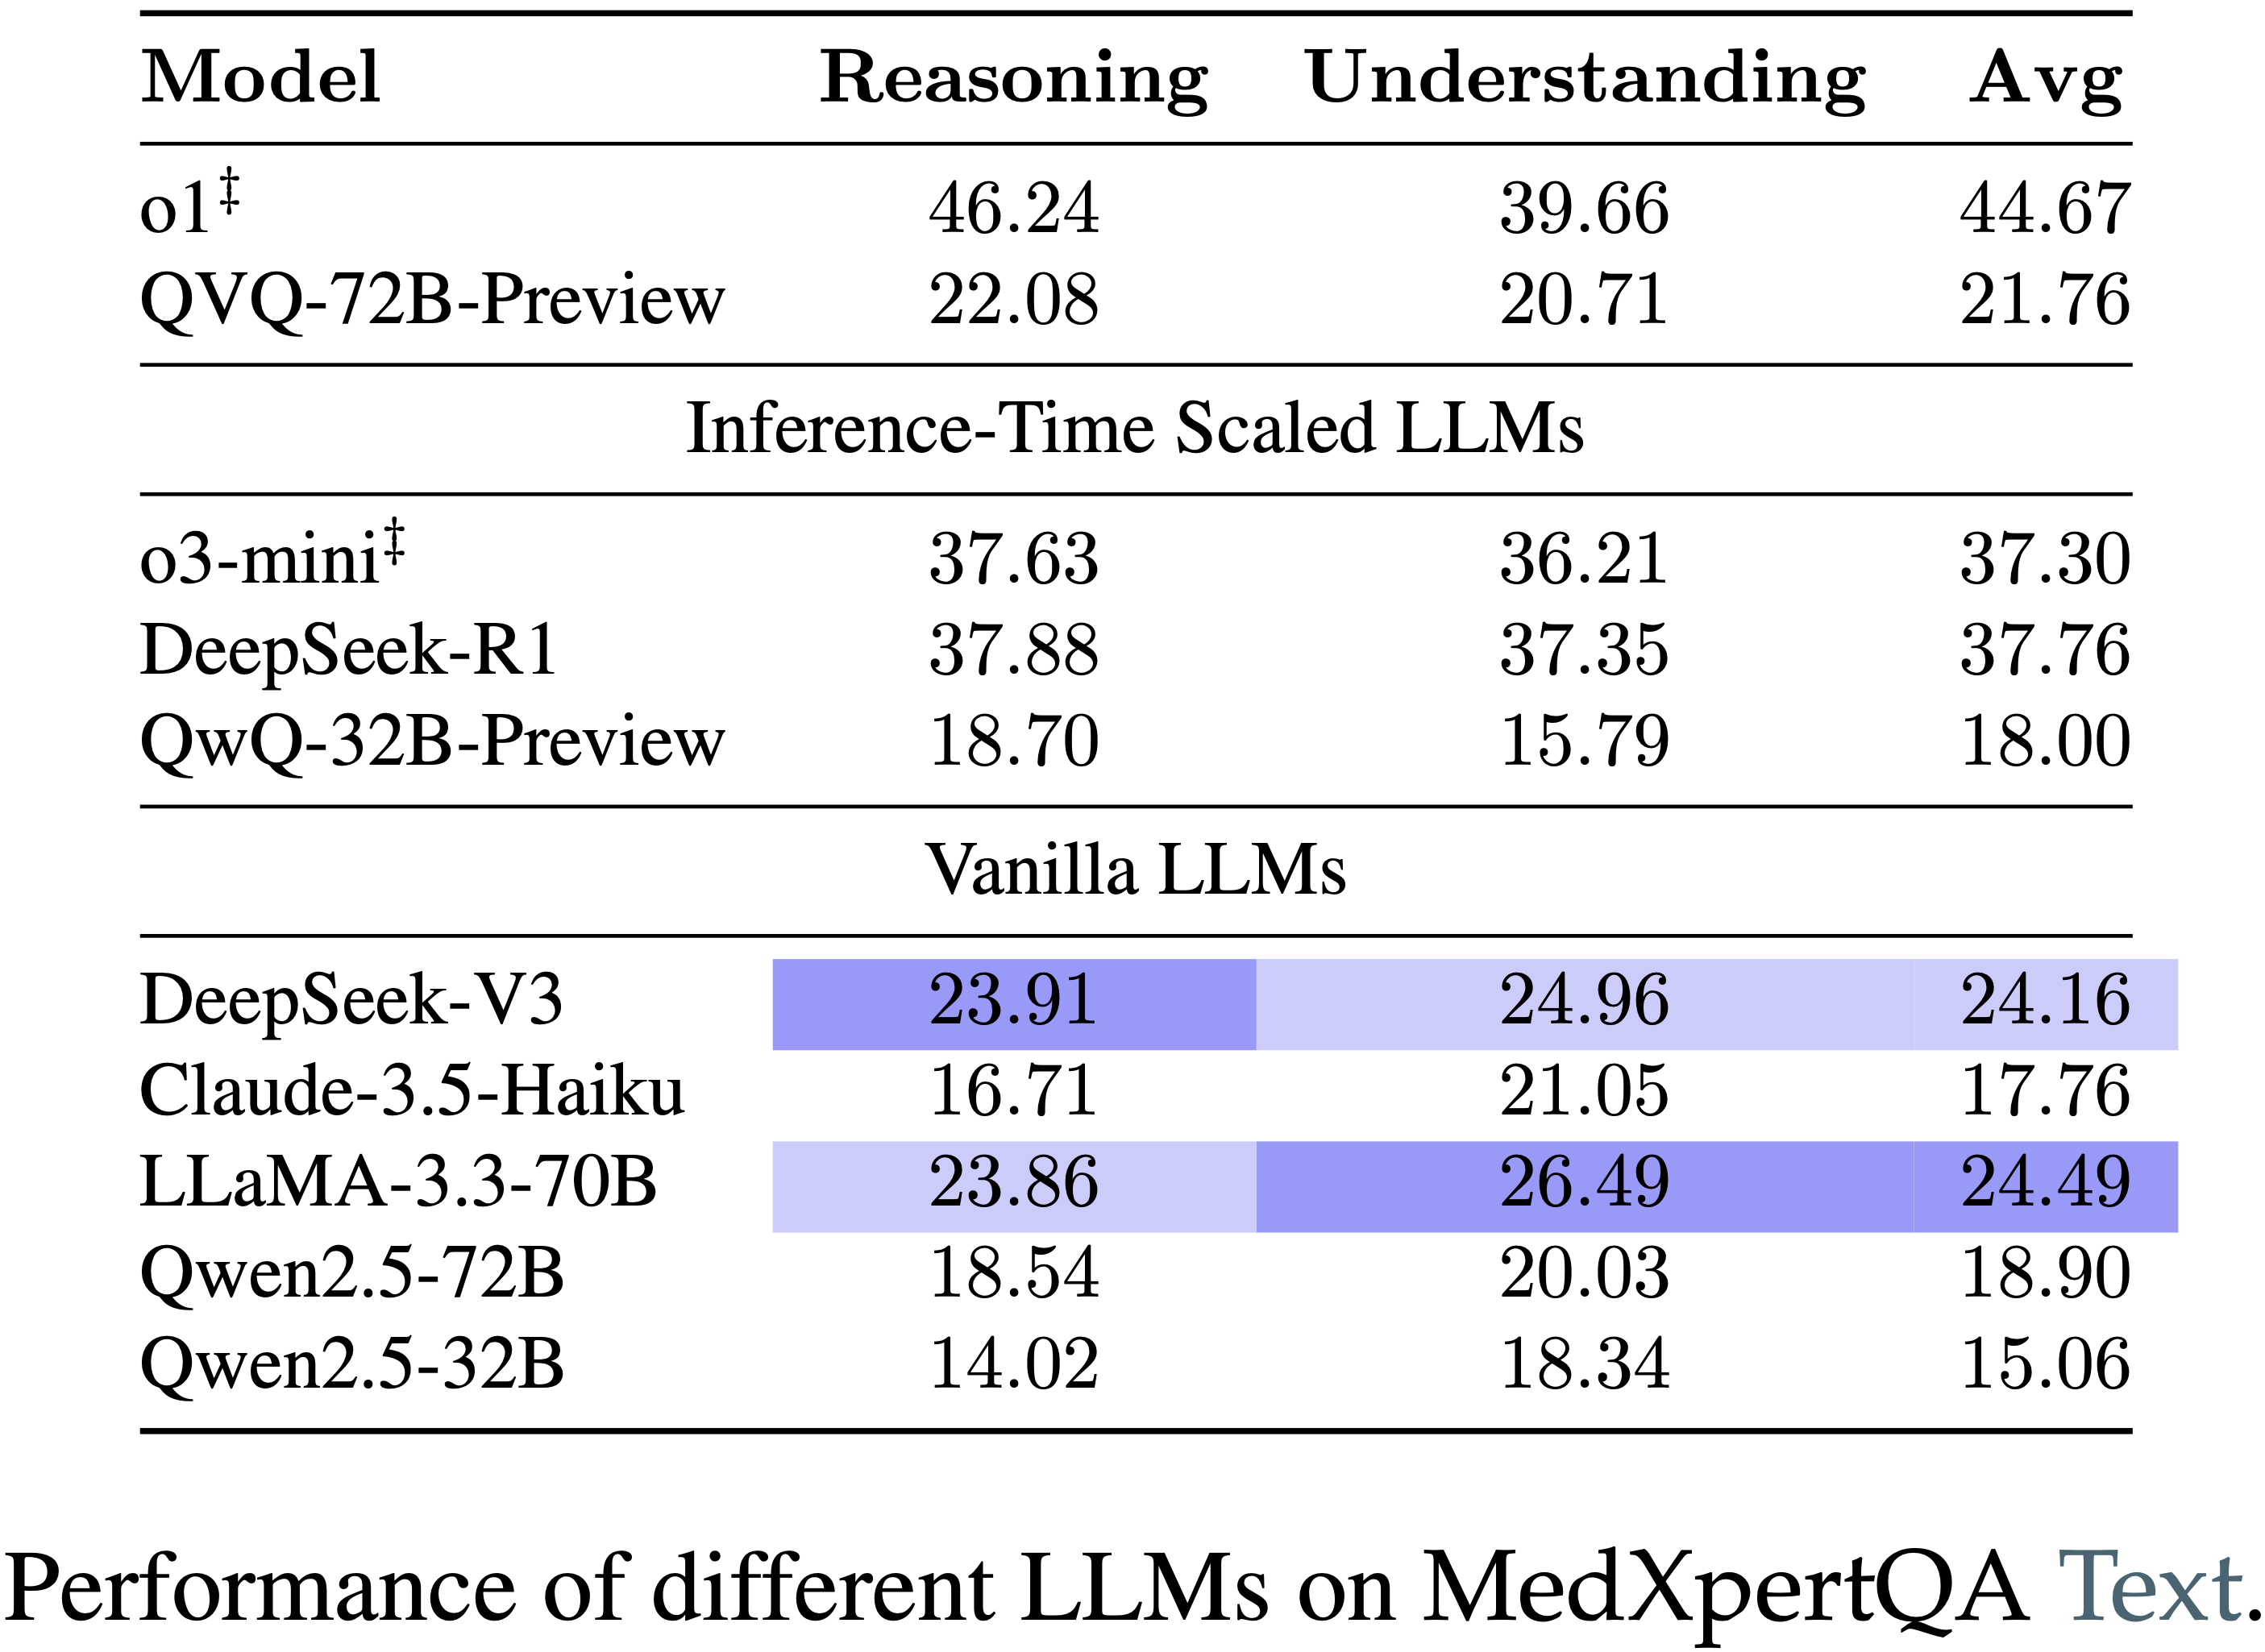 Model Reasoning Understanding Avg
o1‡ 46.24 39.66 44.67
QVQ-72B-Preview 22.08 20.71 21.76
Inference-Time Scaled LLMs
o3-mini‡ 37.63 36.21 37.30
DeepSeek-R1 37.88 37.35 37.76
QwQ-32B-Preview 18.70 15.79 18.00
Vanilla LLMs
DeepSeek-V3 23.91 24.96 24.16
Claude-3.5-Haiku 16.71 21.05 17.76
LLaMA-3.3-70B 23.86 26.49 24.49
Qwen2.5-72B 18.54 20.03 18.90
Qwen2.5-32B 14.02 18.34 15.06
Performance of different LLMs on MedXpertQA Text.